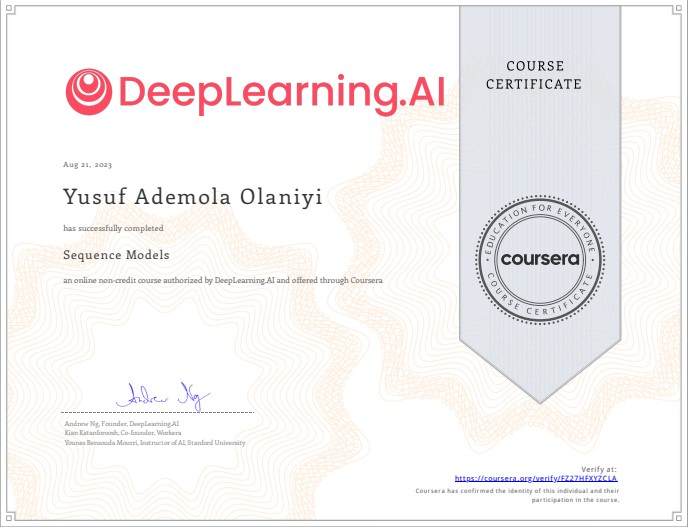 DeepLearning.AI
COURSE
CERTIFICATE
Aug 21, 2023
Yusuf Ademola Olaniyi
has successfully completed
Sequence Models
an online non-credit course authorized by DeepLearning.AI and offered through Coursera
EDUCATION FOR EVERYONE
coursera
COURSE CERTIFICATE
Andrew Ng
Andrew Ng, Founder, DeepLearning.AI
Kian Katanforoosh, Co-founder, Workera
Younes Bensouda Mourri, Instructor of AI, Stanford University
Verify at:
https://coursera.org/verify/FZ27HFXYZCLA
Coursera has confirmed the identity of this individual and their
participation in the course.